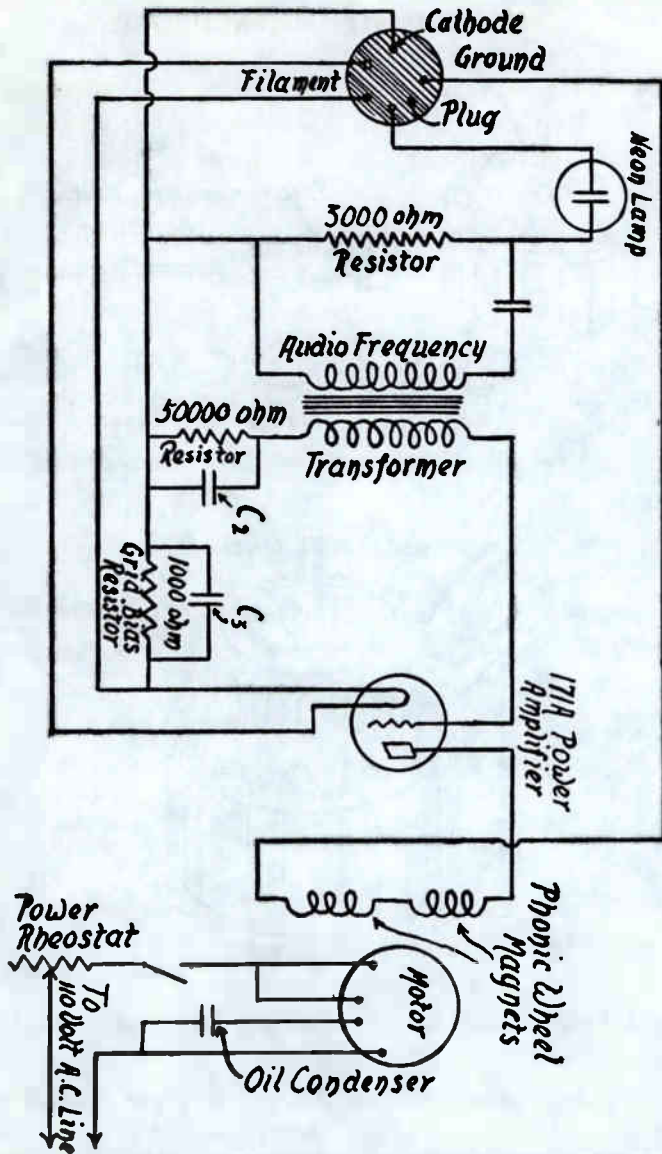 Cathode
Ground
Filament
Plug
Neon Lamp
3000 ohm
Resistor
Audio Frequency
50000 ohm
Resistor
Transformer
C2
1000 ohm
Grid Bias
Resistor
C3
171A Power
Amplifier
Phonic Wheel
Magnets
Power
Rheostat
Motor
To
110 Volt A.C. Line
Oil Condenser